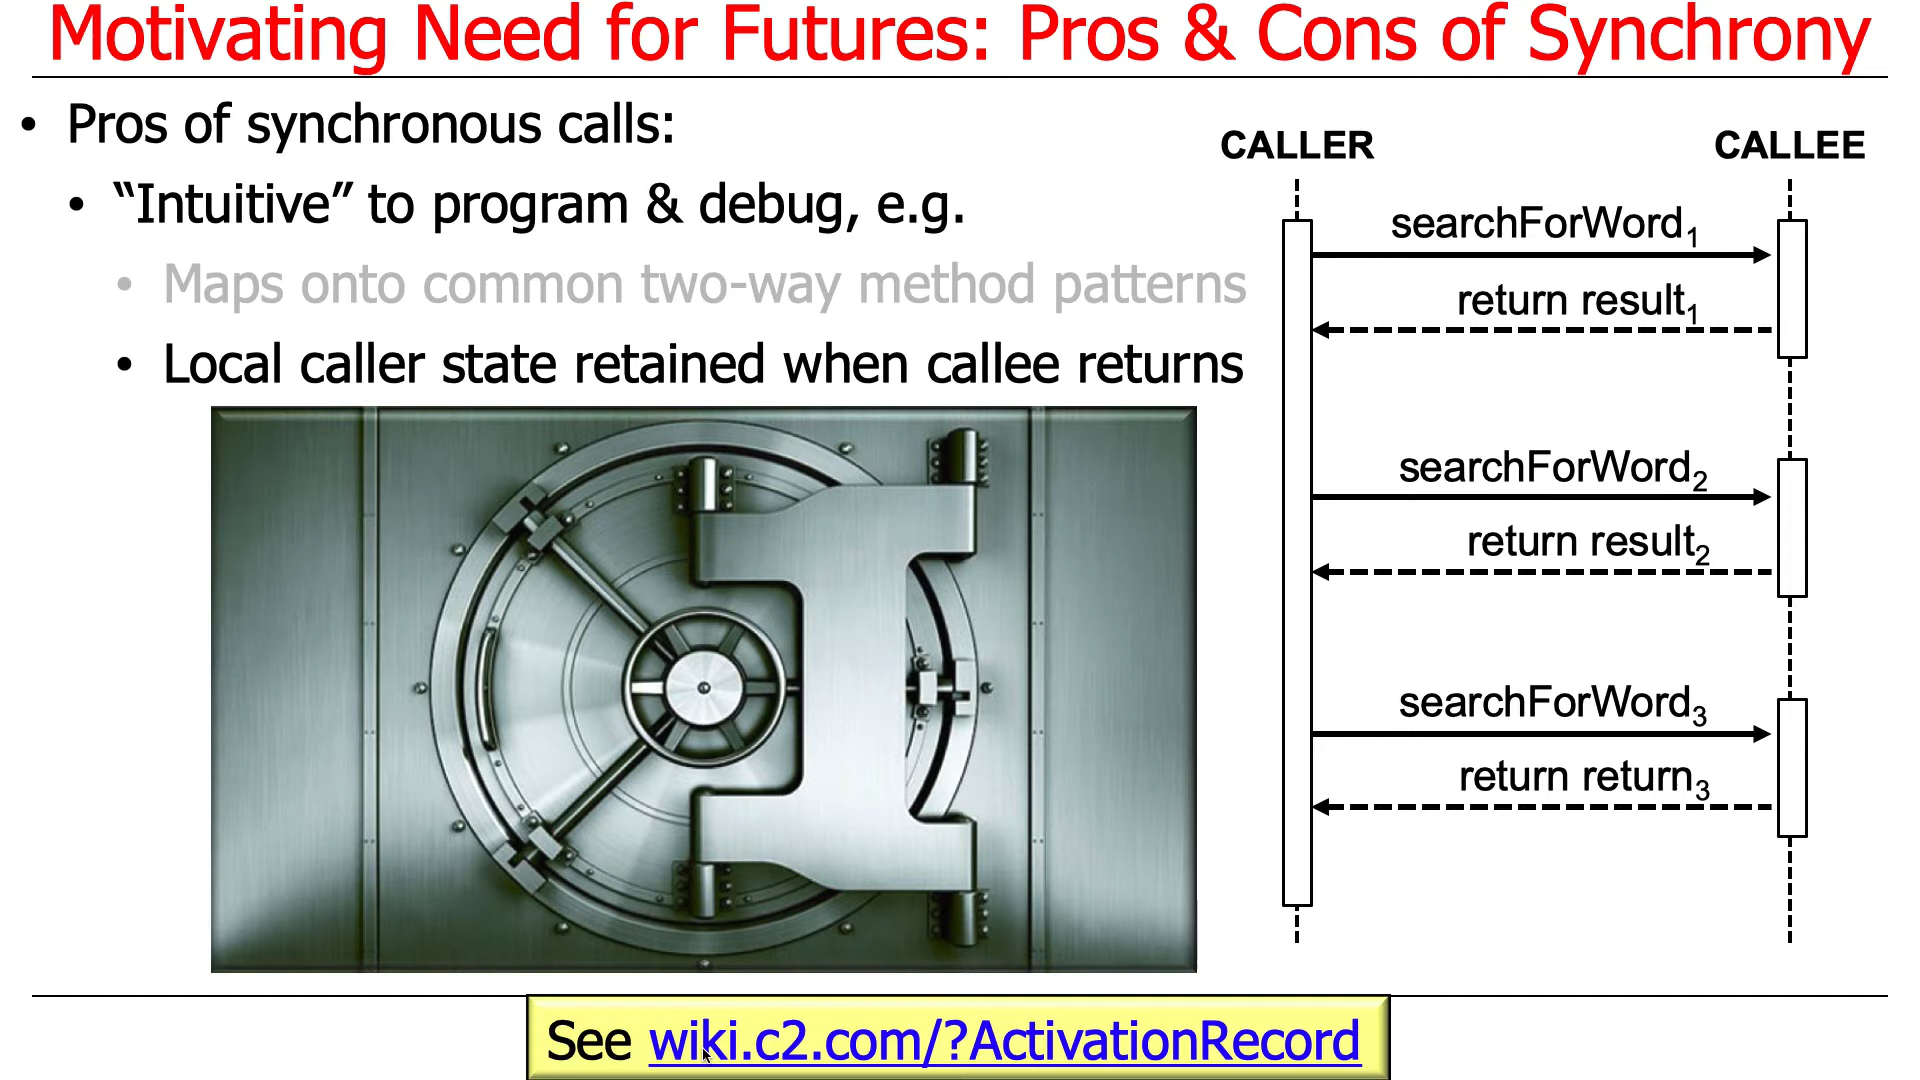 Motivating Need for Futures: Pros & Cons of Synchrony
• Pros of synchronous calls:
• “Intuitive” to program & debug, e.g.
• Maps onto common two-way method patterns
• Local caller state retained when callee returns
CALLER
CALLEE
searchForWord1
return result1
searchForWord2
return result2
searchForWord3
return return3
See wiki.c2.com/?ActivationRecord